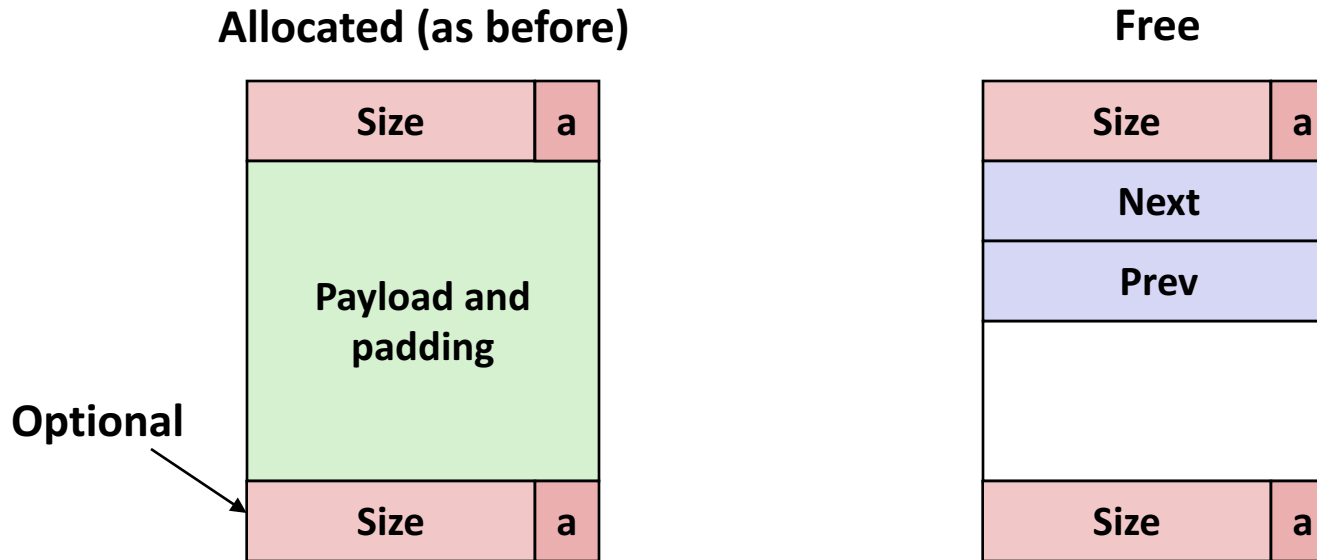 Allocated (as before)
Free
Size a
Size a
Next
Prev
Payload and
padding
Optional
Size a
Size a